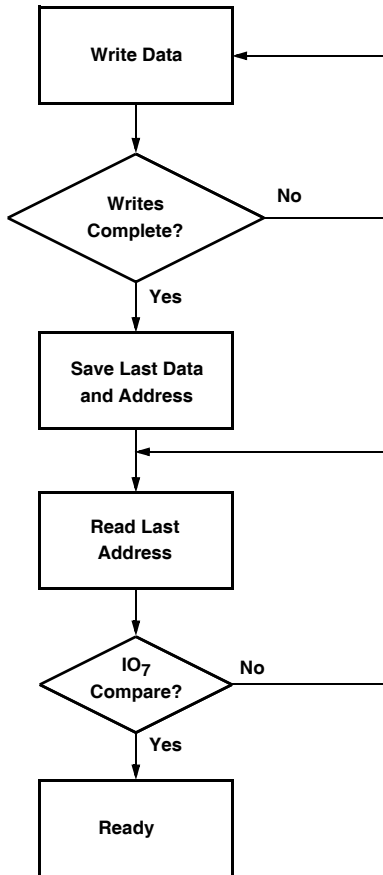 Write Data
Writes
Complete?
No
Yes
Save Last Data
and Address
Read Last
Address
IO7
Compare?
No
Yes
Ready